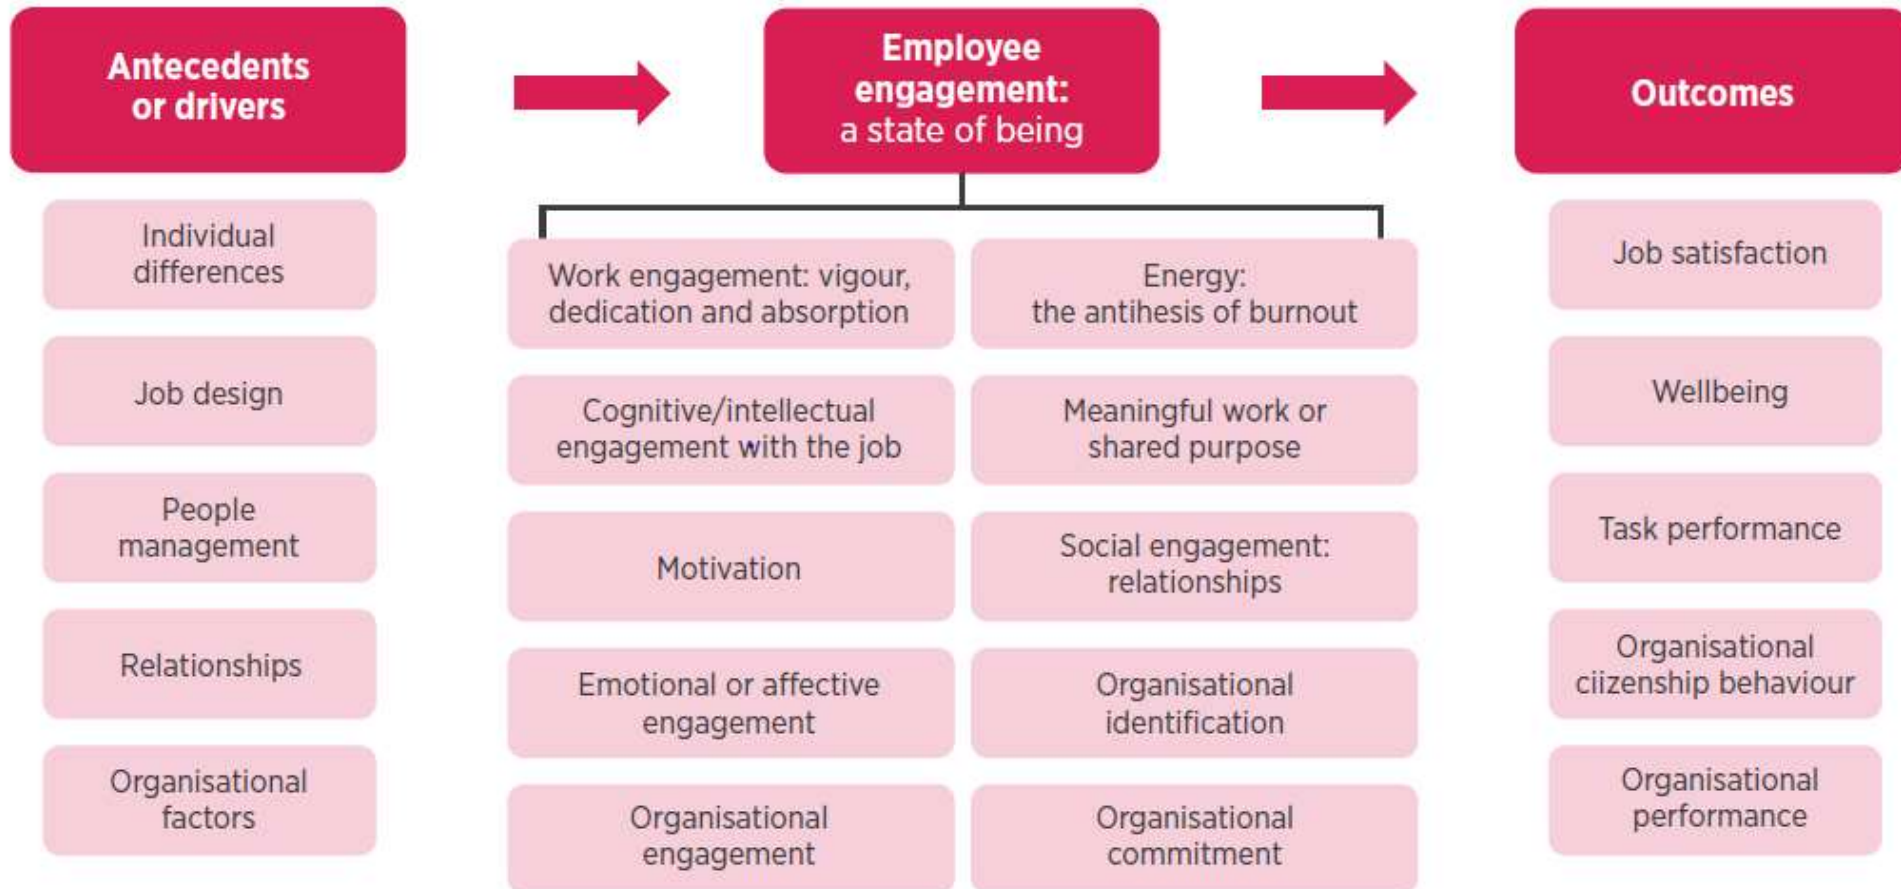 Antecedents
or drivers
Individual
differences
Job design
People
management
Relationships
Organisational
factors
Employee
engagement:
a state of being
Work engagement: vigour,
dedication and absorption
Energy:
the antihesis of burnout
Cognitive/intellectual
engagement with the job
Meaningful work or
shared purpose
Motivation
Social engagement:
relationships
Emotional or affective
engagement
Organisational
identification
Organisational
engagement
Organisational
commitment
Outcomes
Job satisfaction
Wellbeing
Task performance
Organisational
ciizenship behaviour
Organisational
performance